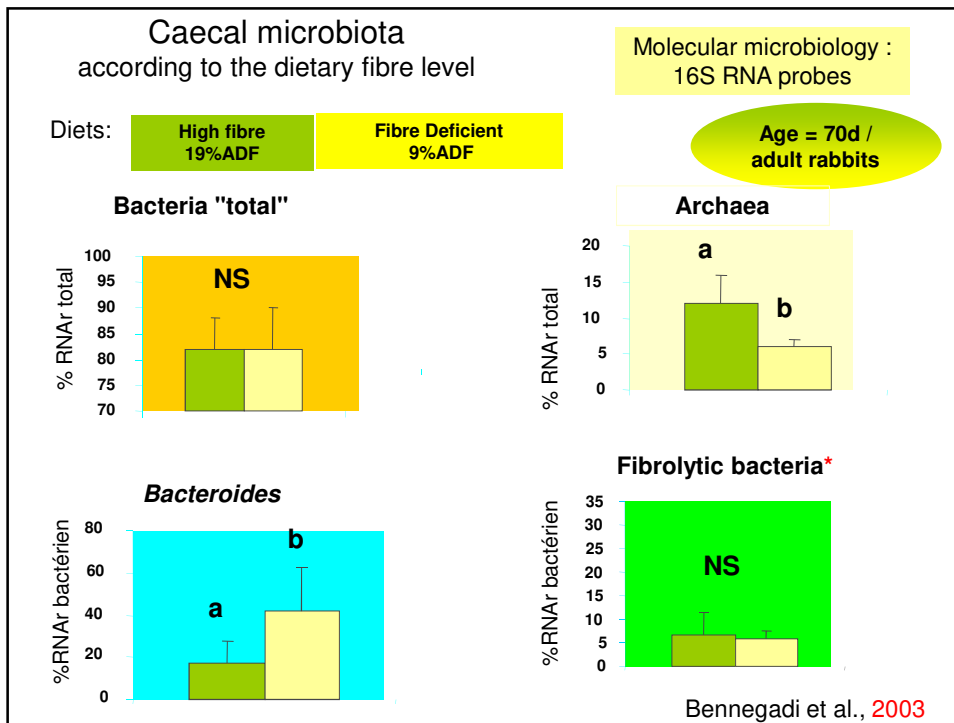 Caecal microbiota
according to the dietary fibre level
Molecular microbiology :
16S RNA probes
Diets:
High fibre
19%ADF
Fibre Deficient
9%ADF
Age = 70d /
adult rabbits
Bacteria "total"
% RNAr total
100
95
90
85
80
75
70
NS
Archaea
% RNAr total
20
15
10
5
0
a
b
Bacteroides
%RNAr bactérien
80
60
40
20
0
a
b
Fibrolytic bacteria*
%RNAr bactérien
35
30
25
20
15
10
5
0
NS
Bennegadi et al., 2003